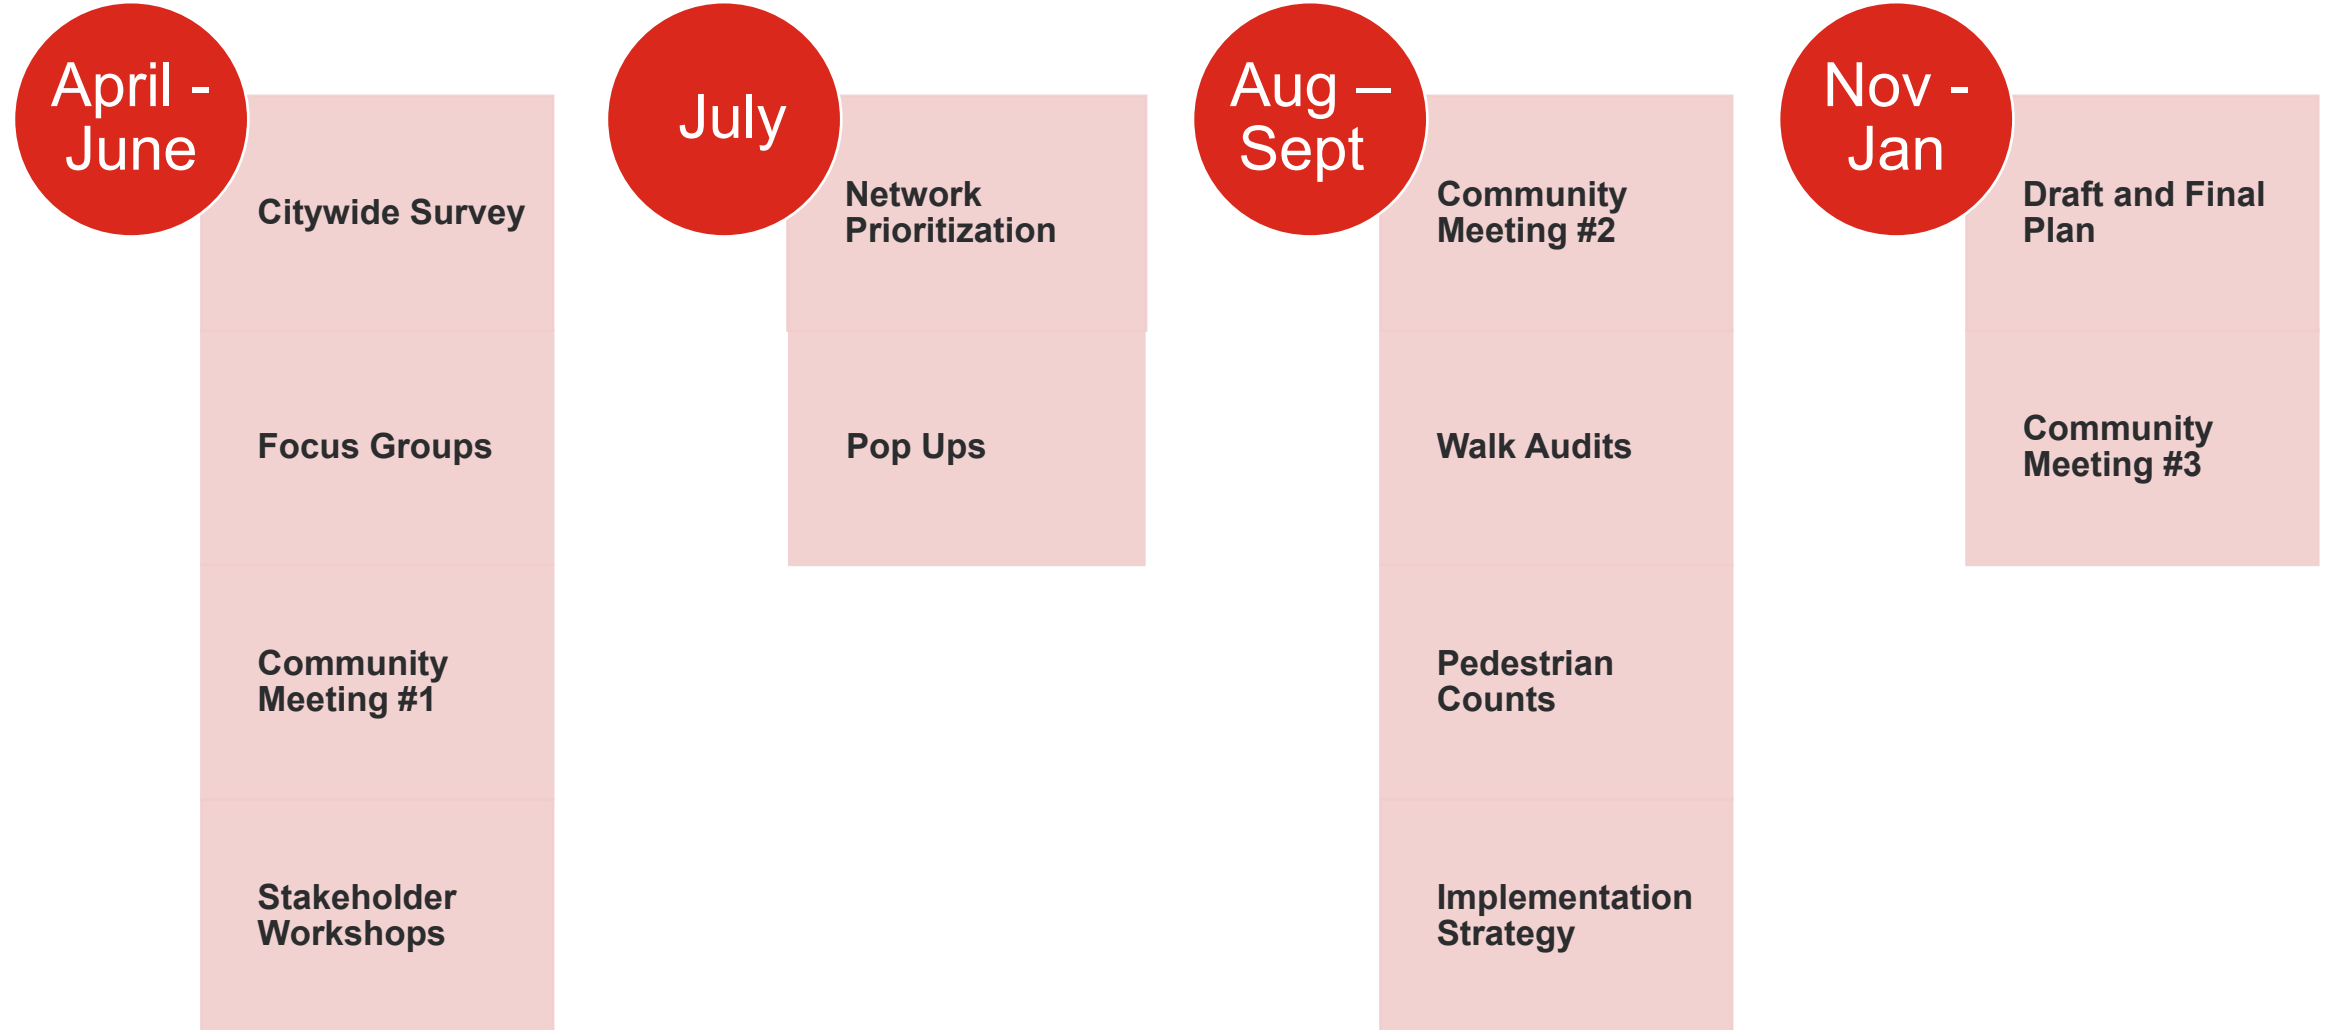 April -
June
Citywide Survey
Focus Groups
Community
Meeting #1
Stakeholder
Workshops
July
Network
Prioritization
Pop Ups
Aug –
Sept
Community
Meeting #2
Walk Audits
Pedestrian
Counts
Implementation
Strategy
Nov -
Jan
Draft and Final
Plan
Community
Meeting #3